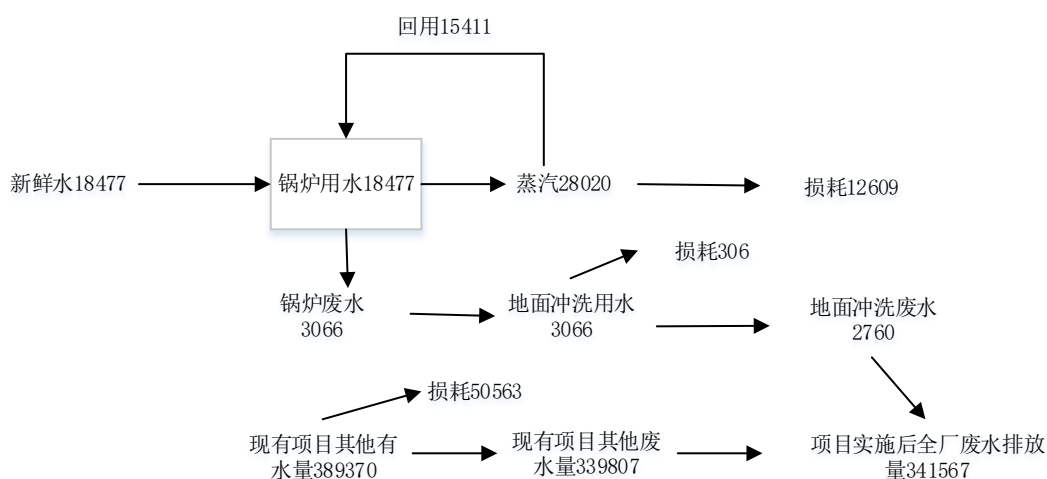 回用15411
新鲜水18477
锅炉用水18477
蒸汽28020
损耗12609
损耗306
锅炉废水
3066
地面冲洗用水
3066
地面冲洗废水
2760
损耗50563
现有项目其他有
水量389370
现有项目其他废
水量339807
项目实施后全厂废水排放
量341567